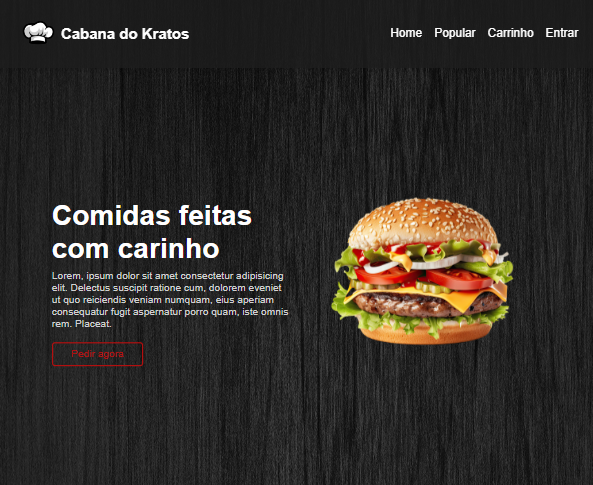 Cabana do Kratos
Home Popular Carrinho Entrar
Comidas feitas
com carinho
Lorem, ipsum dolor sit amet consectetur adipisicing
elit. Delectus suscipit ratione cum, dolorem eveniet
ut quo reiciendis veniam numquam, eius aperiam
consequatur fugit aspernatur porro quam, iste omnis
rem. Placeat.
Pedir agora